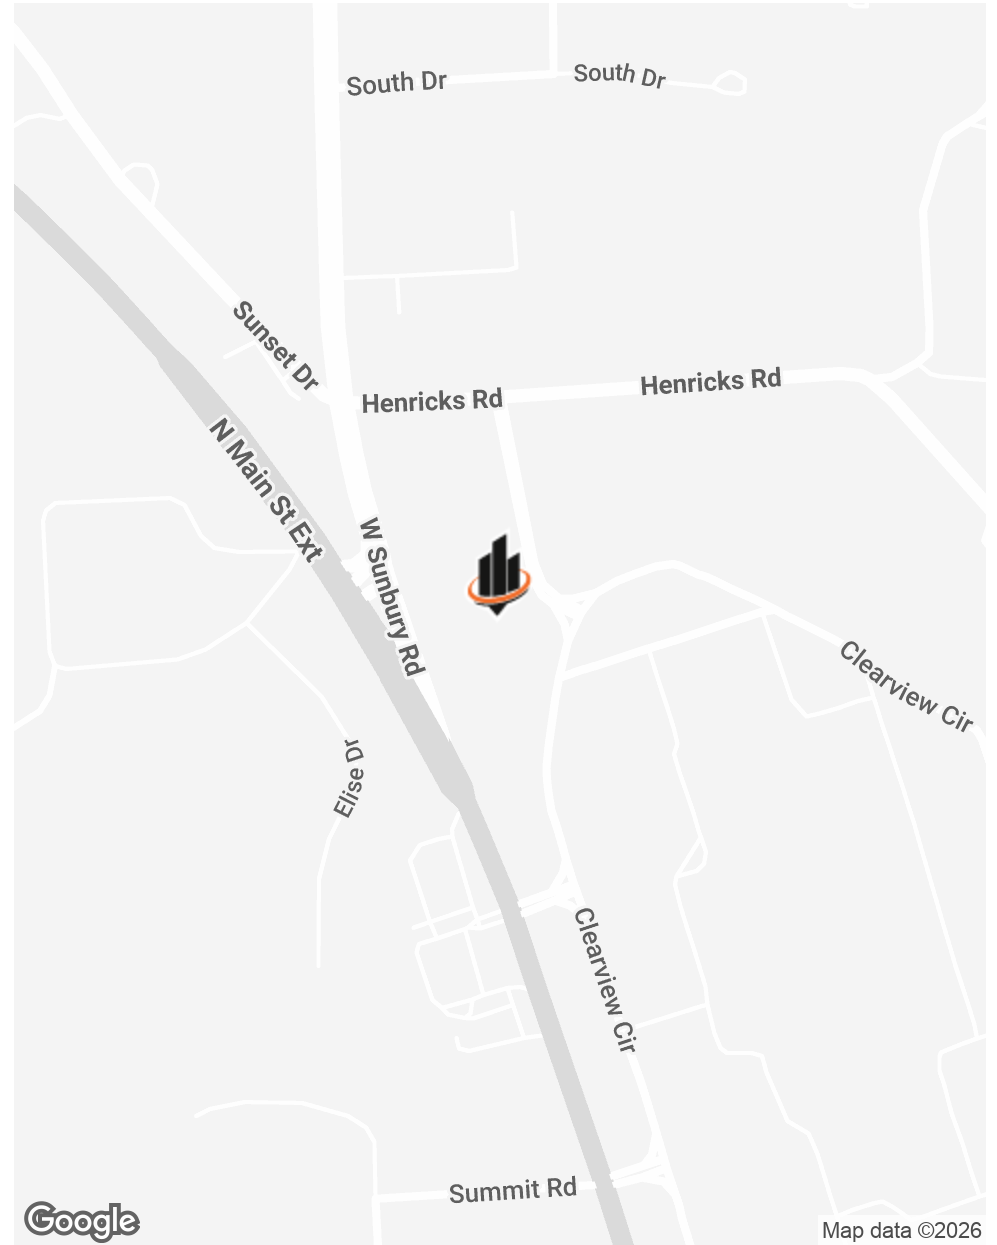 South Dr
South Dr
Sunset Dr
Henricks Rd
Henricks Rd
N Main St Ext
W Sunbury Rd
Clearview Cir
Elise Dr
Clearview Cir
Summit Rd
Google
Map data ©2026